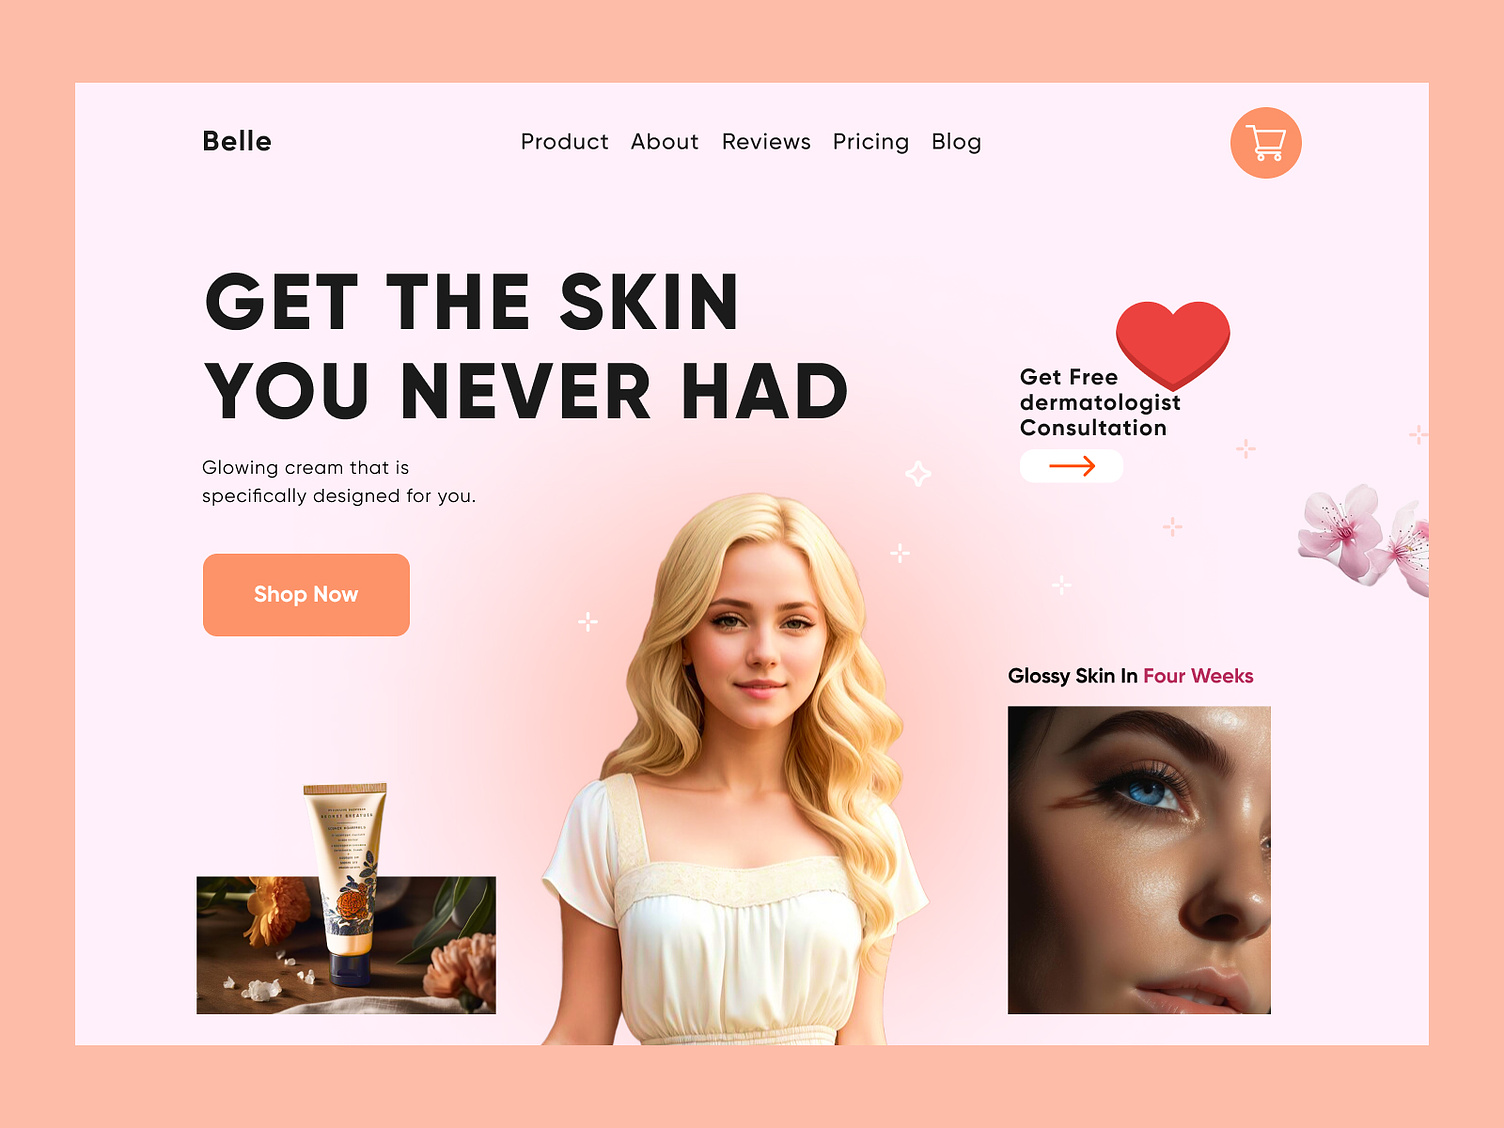 Belle
Product About Reviews Pricing Blog
GET THE SKIN
YOU NEVER HAD
Glowing cream that is
specifically designed for you.
Shop Now
Get Free
dermatologist
Consultation
Glossy Skin In Four Weeks